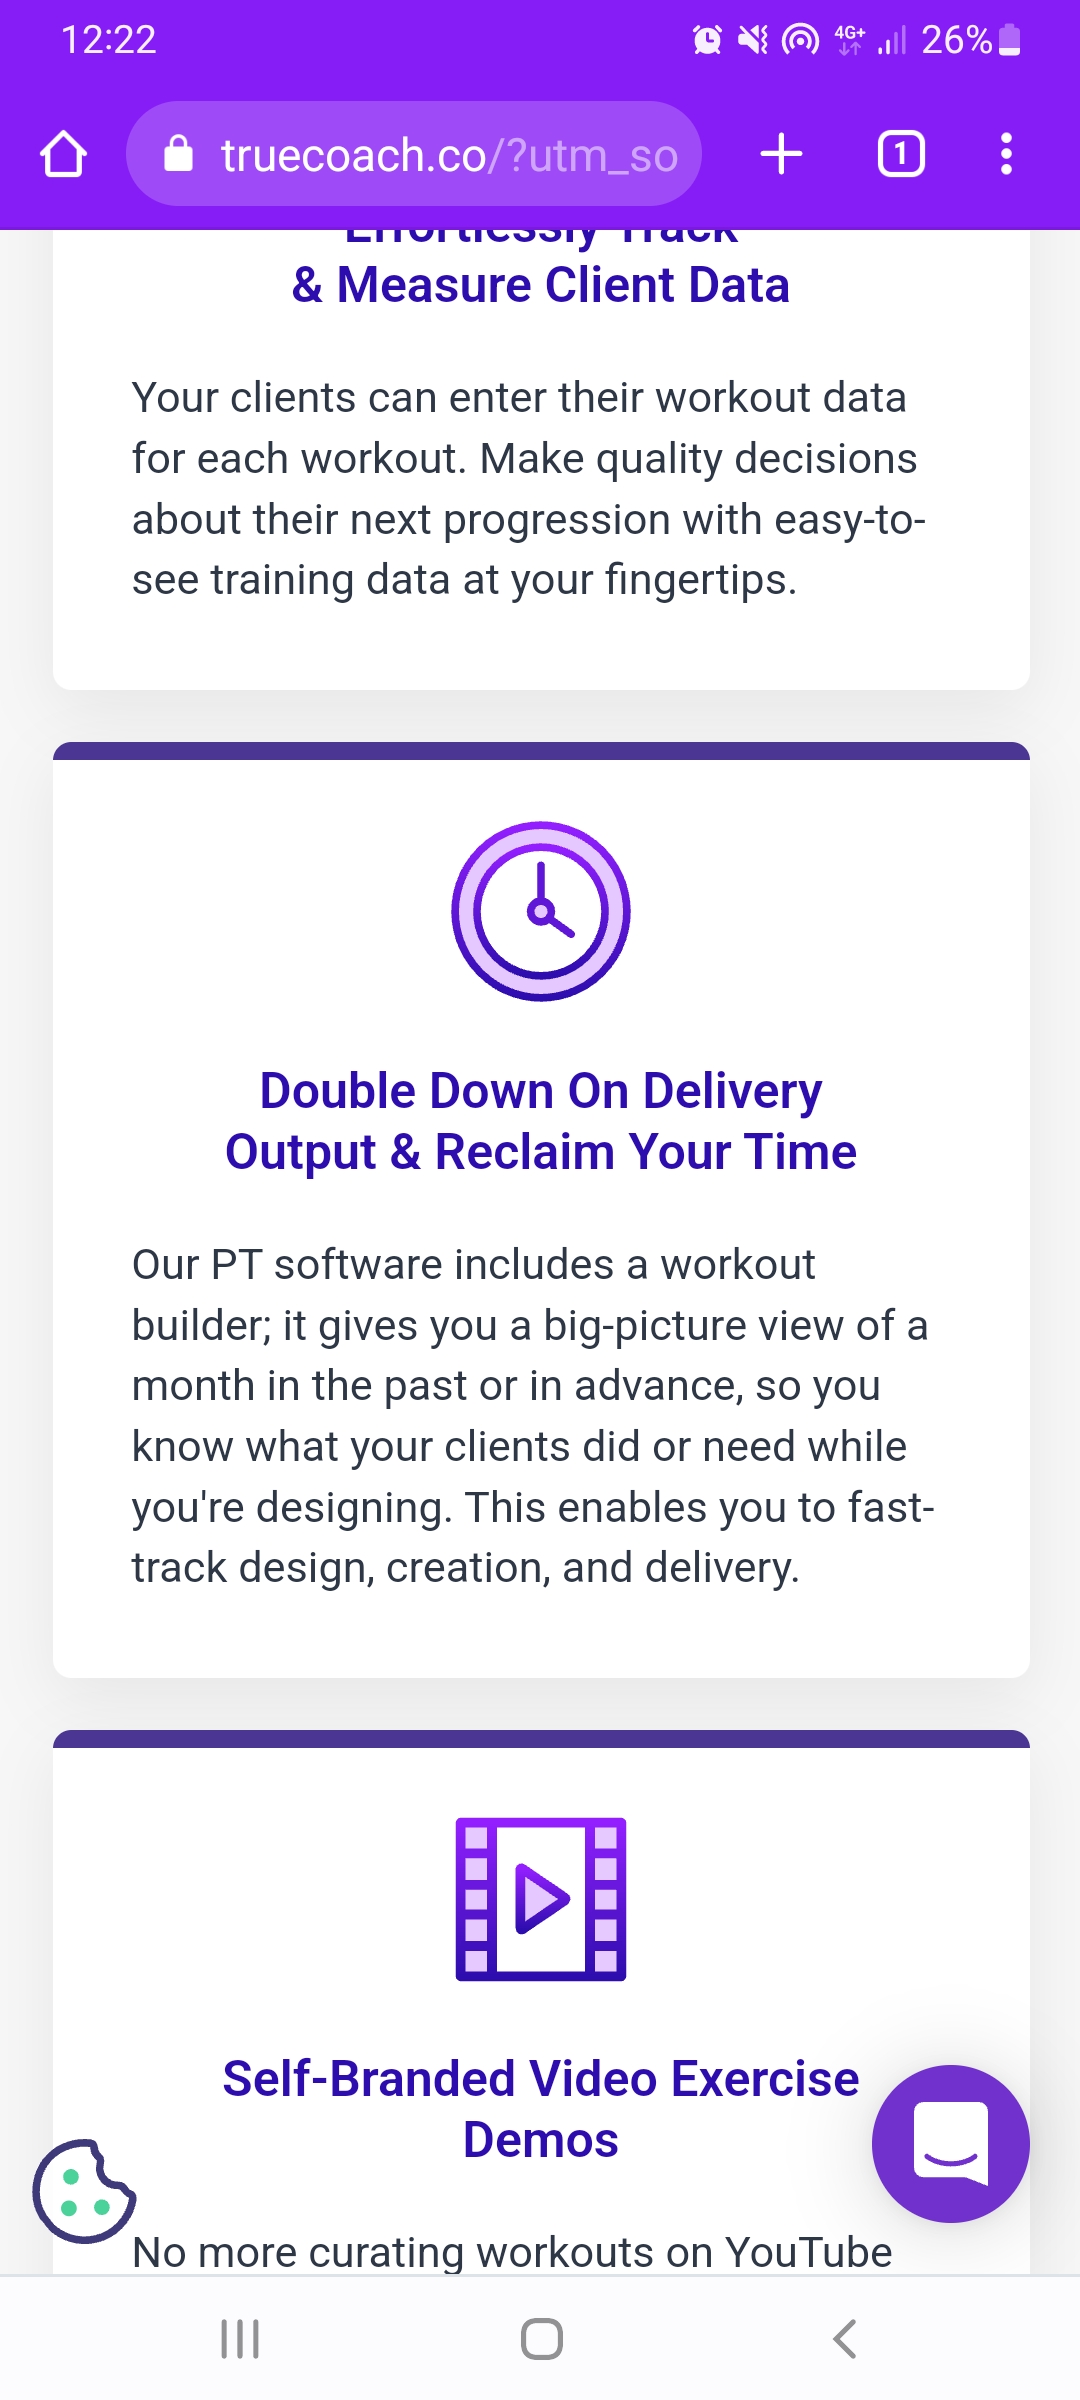 12:22
4G+
26%
truecoach.co/?utm_so
1
Effortlessly Track
& Measure Client Data
Your clients can enter their workout data
for each workout. Make quality decisions
about their next progression with easy-to-
see training data at your fingertips.
Double Down On Delivery
Output & Reclaim Your Time
Our PT software includes a workout
builder; it gives you a big-picture view of a
month in the past or in advance, so you
know what your clients did or need while
you're designing. This enables you to fast-
track design, creation, and delivery.
Self-Branded Video Exercise
Demos
No more curating workouts on YouTube